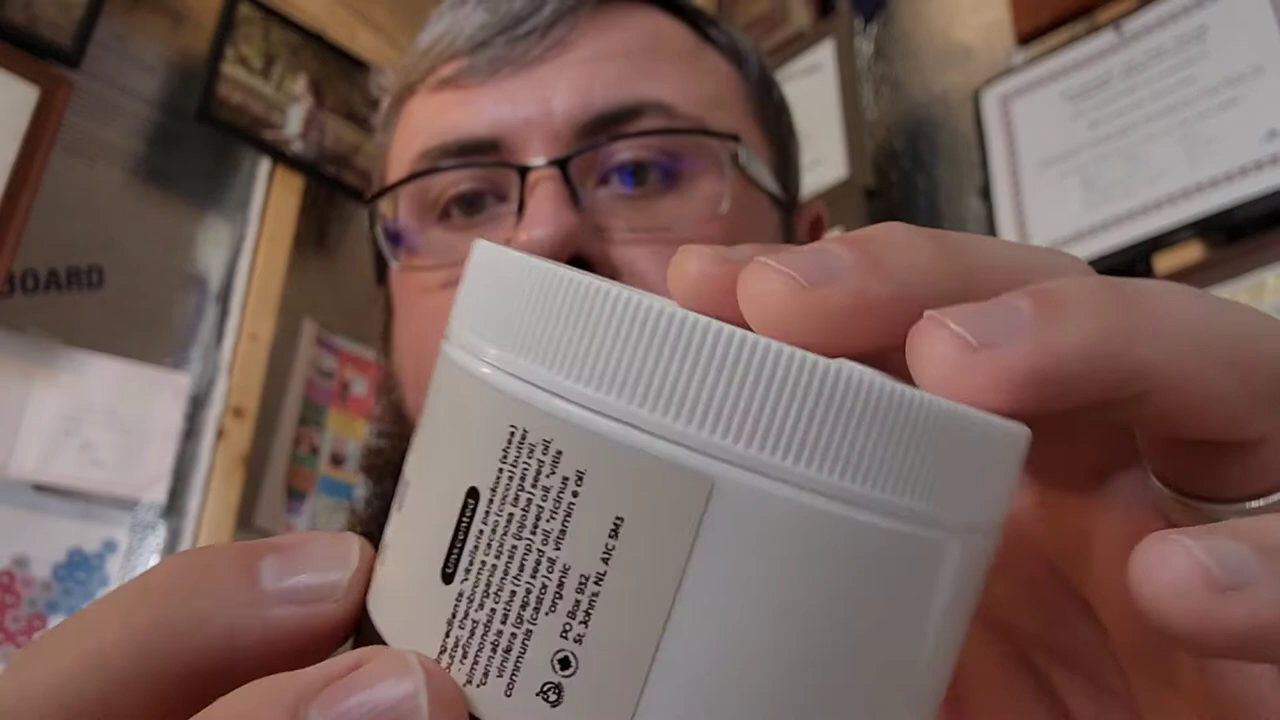 BOARD
unscented
ingredients: *vitellaria paradoxa (shea)
butter, theobroma cacao (cocoa) butter
- refined, *argania spinosa (argan) oil,
*simmondsia chinensis (jojoba) seed oil,
*cannabis sativa (hemp) seed oil, *vitis
vinifera (grape) seed oil, *ricinus
communis (castor) oil, vitamin e oil.
*organic
PO Box 932
St. John's, NL A1C 5M3